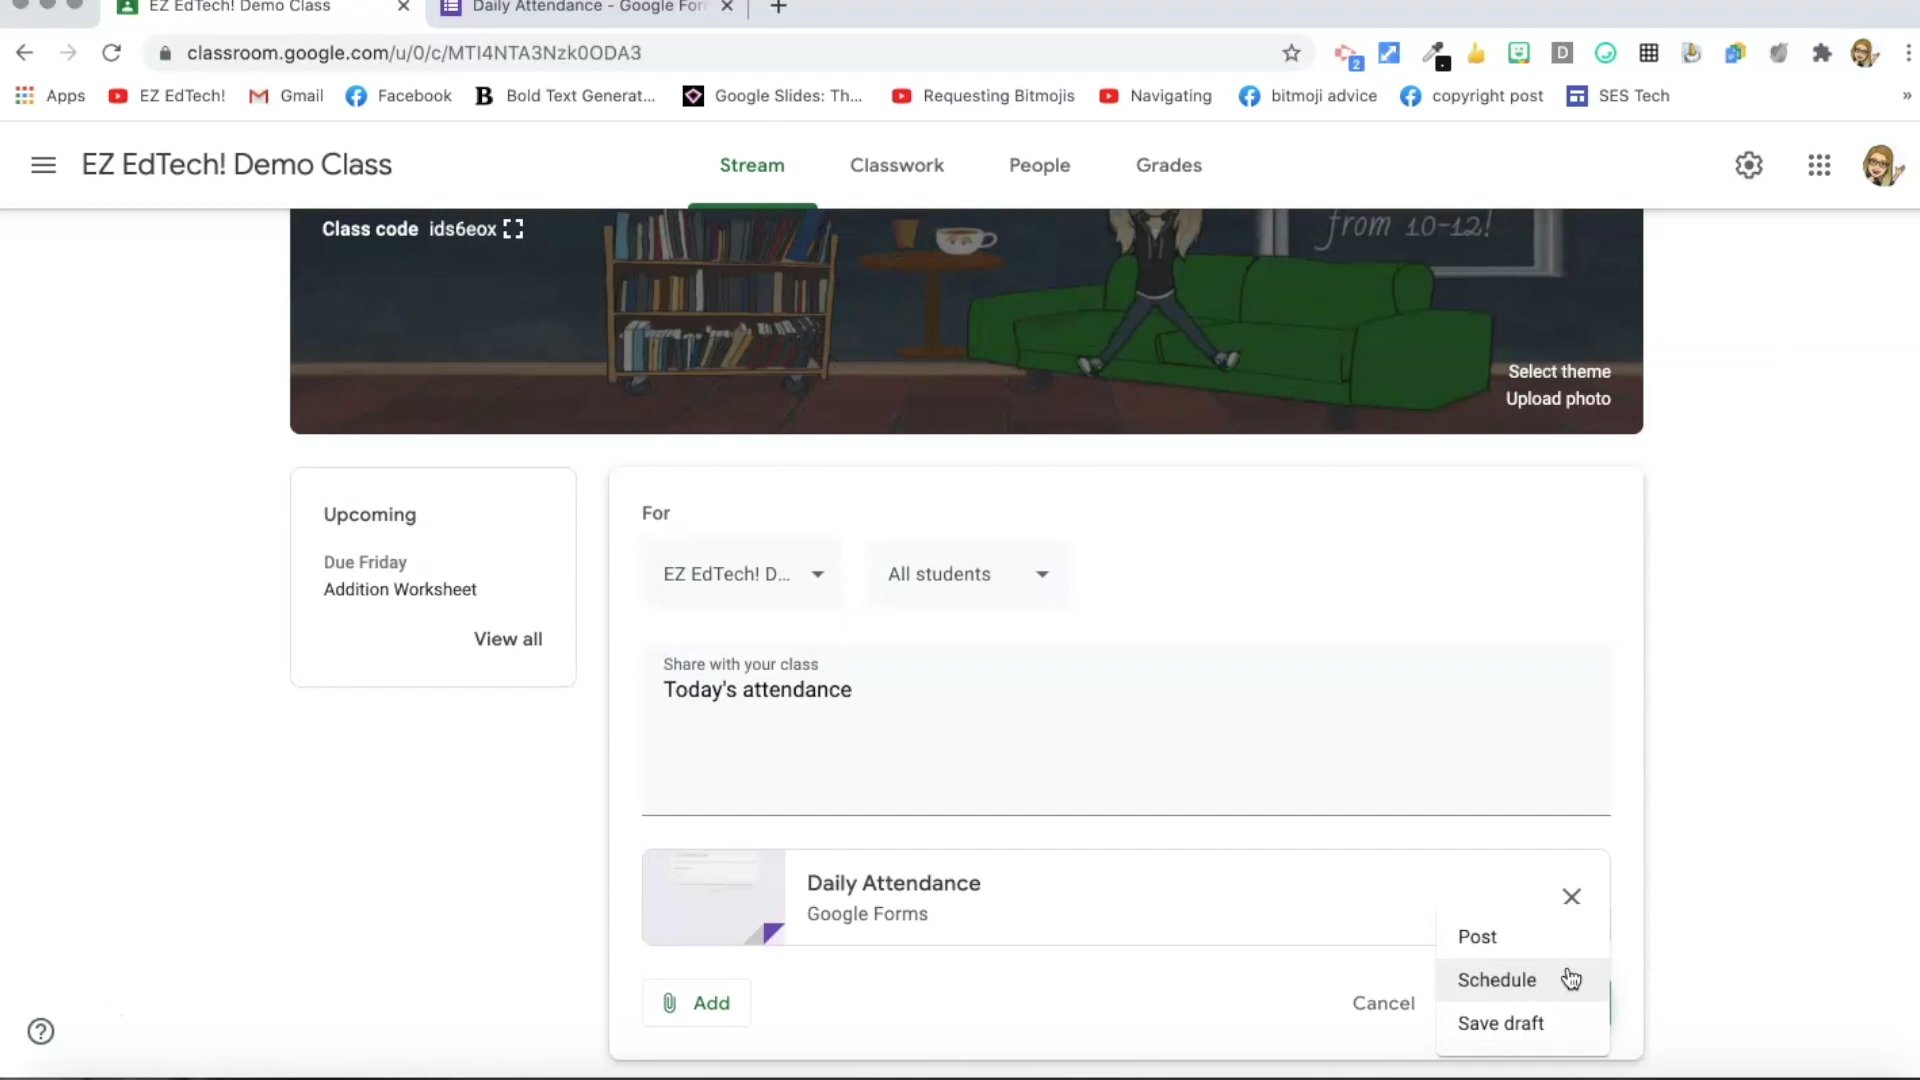 EZ EdTech! Demo Class
Daily Attendance - Google For
classroom.google.com/u/0/c/MTI4NTA3Nzk0ODA3
2
D
Apps
EZ EdTech!
Gmail
Facebook
B Bold Text Generat...
Google Slides: Th...
Requesting Bitmojis
Navigating
bitmoji advice
copyright post
SES Tech
»
EZ EdTech! Demo Class
Stream
Classwork
People
Grades
Class code ids6eox
from 10-12!
Select theme
Upload photo
Upcoming
Due Friday
Addition Worksheet
View all
For
EZ EdTech! D...
All students
Share with your class
Today's attendance
Daily Attendance
Google Forms
Post
Schedule
Save draft
Add
Cancel